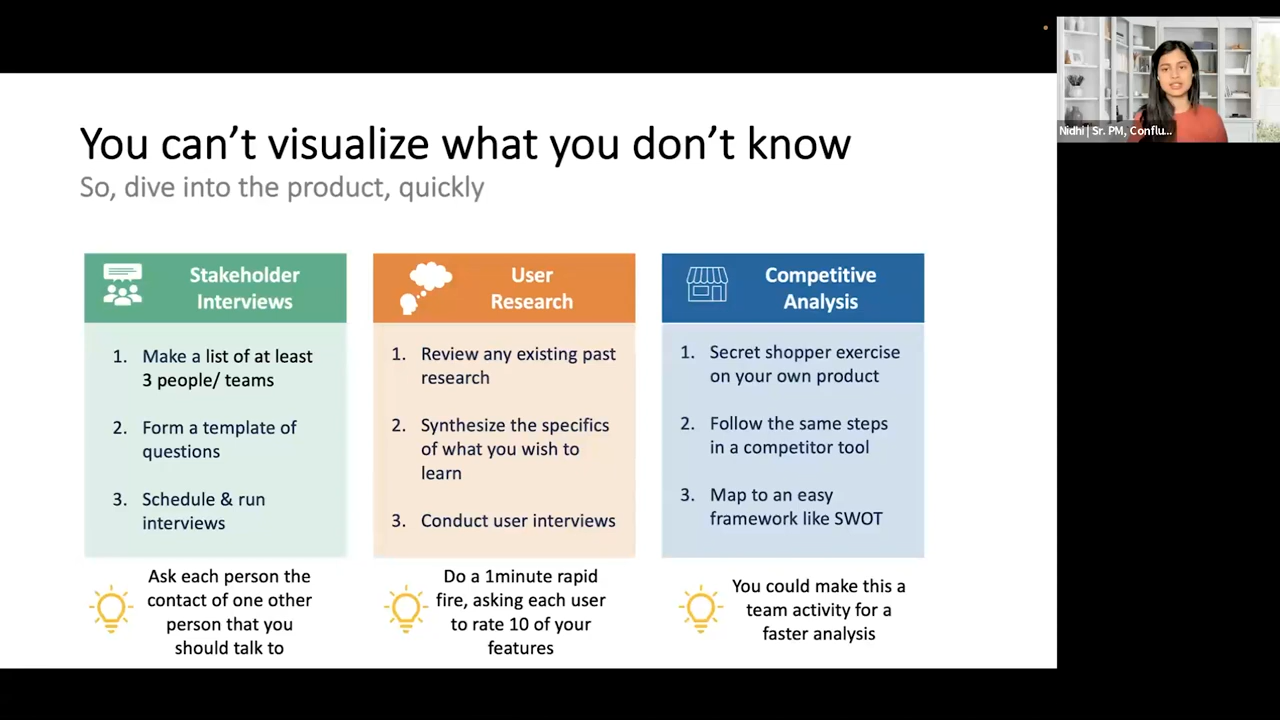 You can't visualize what you don't know
So, dive into the product, quickly
Nidhi | Sr. PM, Conflu...
Stakeholder
Interviews
1. Make a list of at least
3 people/ teams
2. Form a template of
questions
3. Schedule & run
interviews
Ask each person the
contact of one other
person that you
should talk to
User
Research
1. Review any existing past
research
2. Synthesize the specifics
of what you wish to
learn
3. Conduct user interviews
Do a 1minute rapid
fire, asking each user
to rate 10 of your
features
Competitive
Analysis
1. Secret shopper exercise
on your own product
2. Follow the same steps
in a competitor tool
3. Map to an easy
framework like SWOT
You could make this a
team activity for a
faster analysis